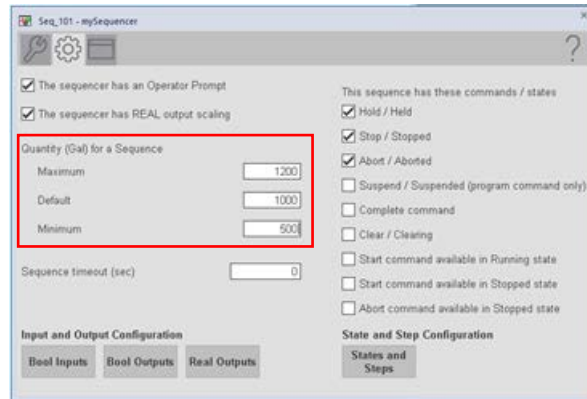 Seq_101 - mySequencer
?
The sequencer has an Operator Prompt
The sequencer has REAL output scaling
Quantity (Gal) for a Sequence
Maximum 1200
Default 1000
Minimum 500
Sequence timeout (sec) 0
Input and Output Configuration
Bool Inputs
Bool Outputs
Real Outputs
This sequence has these commands / states
Hold / Held
Stop / Stopped
Abort / Aborted
Suspend / Suspended (program command only)
Complete command
Clear / Clearing
Start command available in Running state
Start command available in Stopped state
Abort command available in Stopped state
State and Step Configuration
States and
Steps